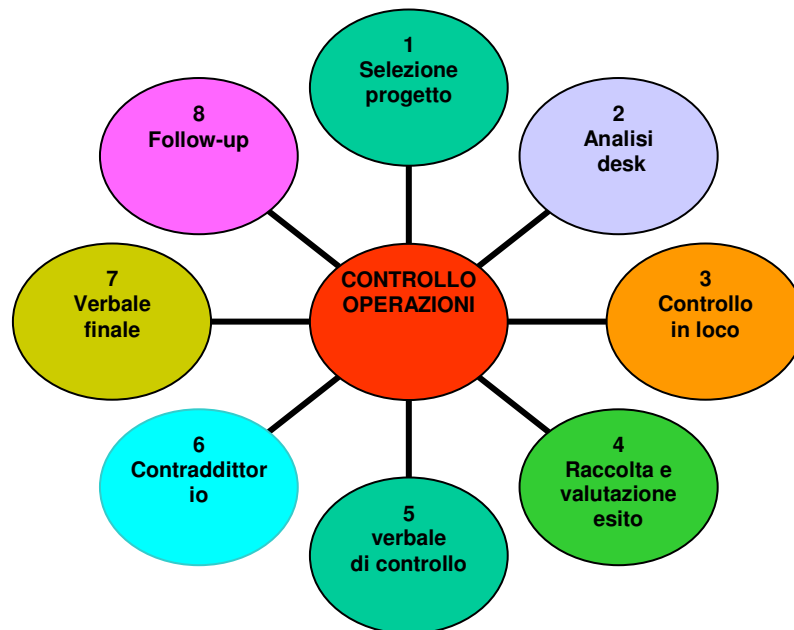 1
Selezione
progetto
2
Analisi
desk
3
Controllo
in loco
4
Raccolta e
valutazione
esito
5
verbale
di controllo
6
Contraddittor
io
7
Verbale
finale
8
Follow-up
CONTROLLO
OPERAZIONI